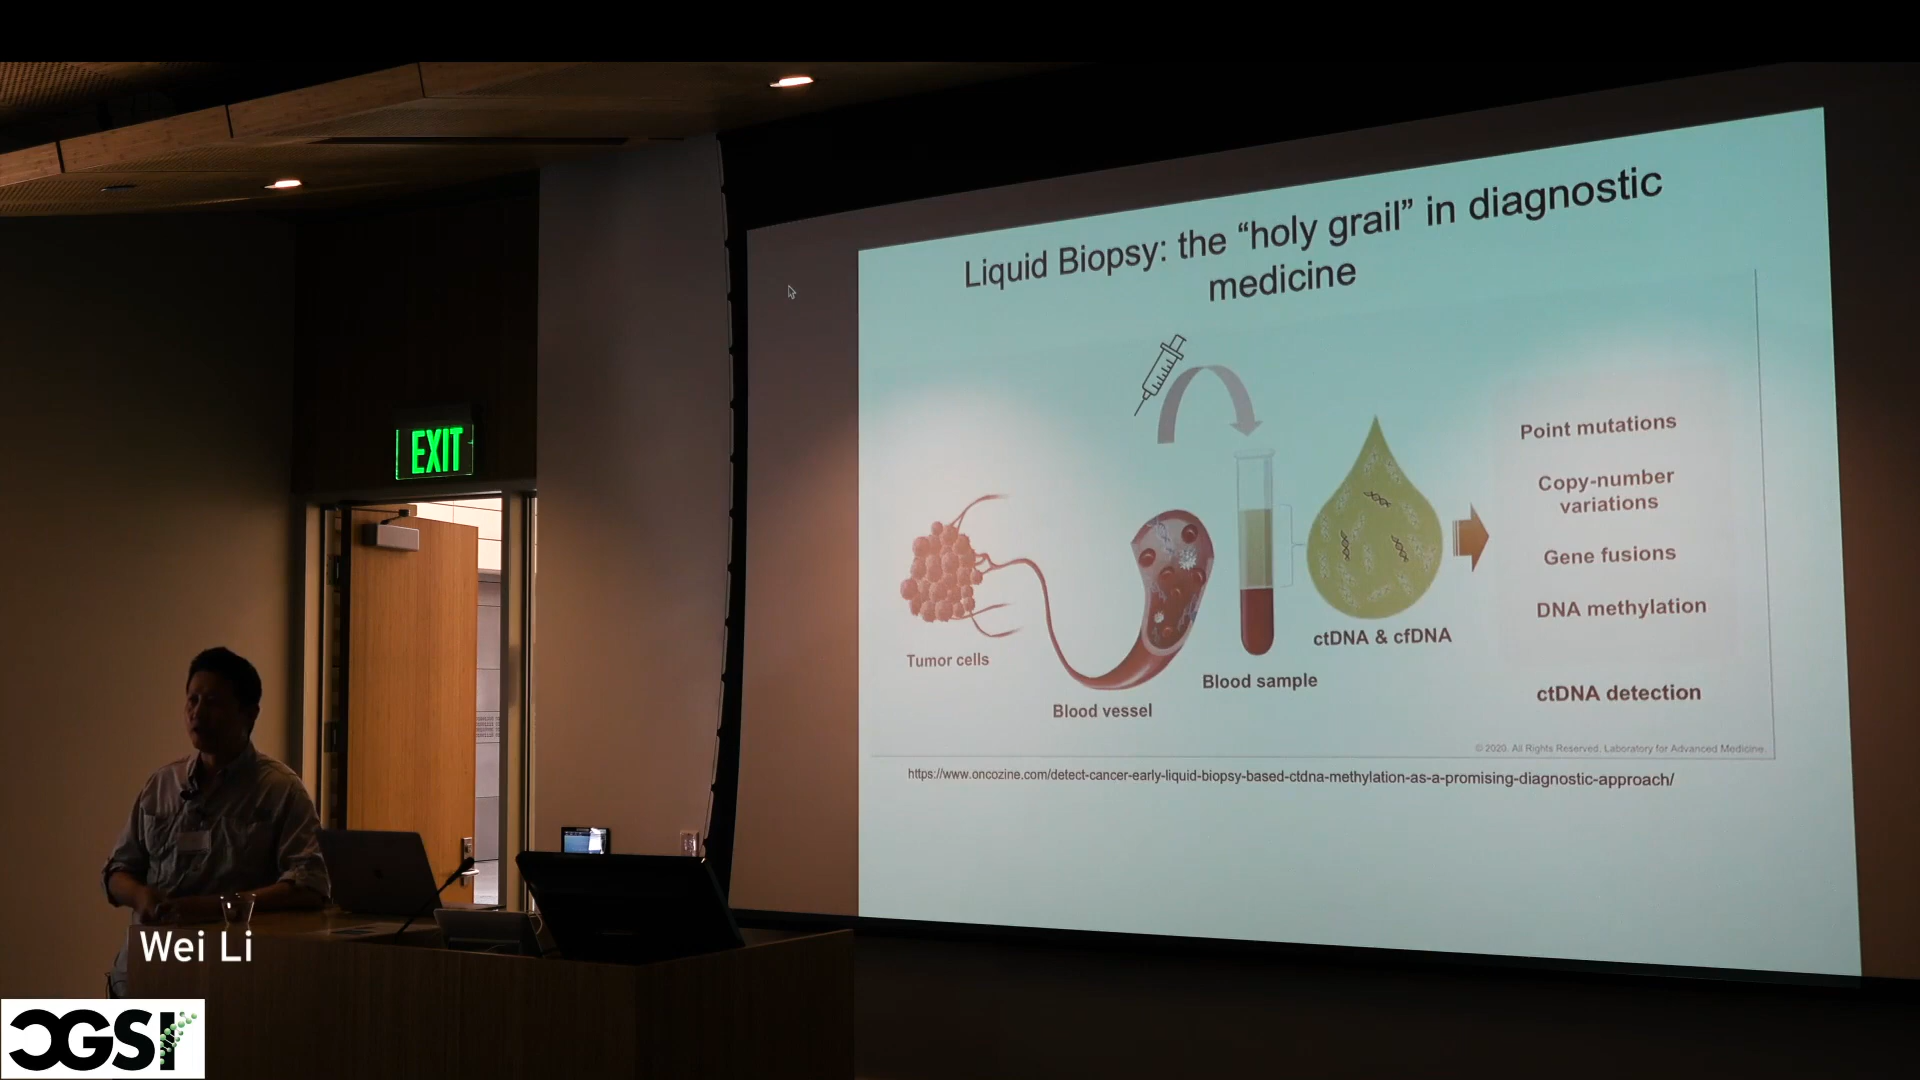 Liquid Biopsy: the “holy grail” in diagnostic
medicine
EXIT
Point mutations
Copy-number
variations
Gene fusions
DNA methylation
ctDNA & cfDNA
Tumor cells
Blood sample
ctDNA detection
Blood vessel
© 2020. All Rights Reserved. Laboratory for Advanced Medicine.
https://www.oncozine.com/detect-cancer-early-liquid-biopsy-based-ctdna-methylation-as-a-promising-diagnostic-approach/
Wei Li
CGSI